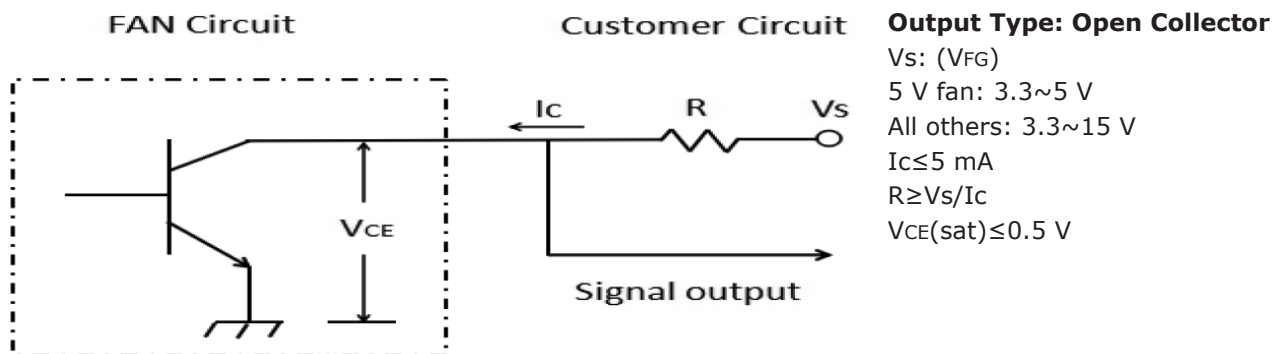 FAN Circuit
Customer Circuit
Ic
R
Vs
VCE
Signal output
Output Type: Open Collector
Vs: (VFG)
5 V fan: 3.3~5 V
All others: 3.3~15 V
Ic≤5 mA
R≥Vs/Ic
VCE(sat)≤0.5 V